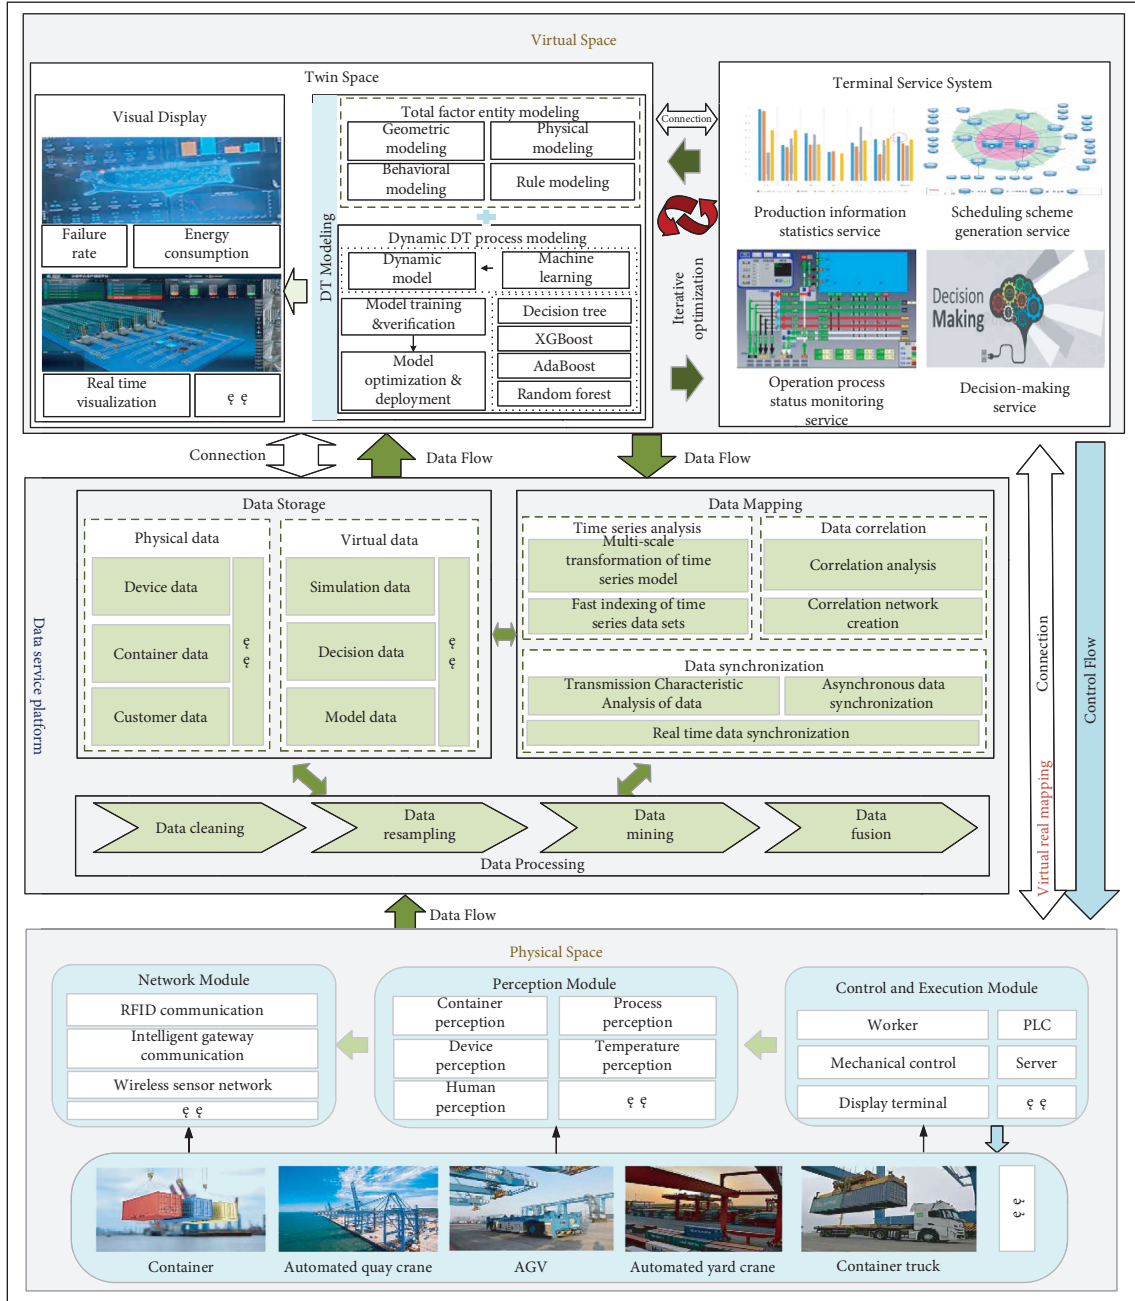 Virtual Space
Twin Space
Visual Display
Failure
rate
Energy
consumption
Real time
visualization
ę ę
DT Modeling
Total factor entity modeling
Geometric
modeling
Physical
modeling
Behavioral
modeling
Rule modeling
Dynamic DT process modeling
Dynamic
model
Machine
learning
Model training
&verification
Model
optimization &
deployment
Decision tree
XGBoost
AdaBoost
Random forest
Connection
Iterative
optimization
Terminal Service System
Production information
statistics service
Scheduling scheme
generation service
Decision
Making
Operation process
status monitoring
service
Decision-making
service
Connection
Data Flow
Data Flow
Data service platform
Data Storage
Physical data
Device data
Container data
Customer data
ę
ę
Virtual data
Simulation data
Decision data
Model data
ę
ę
Data Mapping
Time series analysis
Multi-scale
transformation of time
series model
Fast indexing of time
series data sets
Data correlation
Correlation analysis
Correlation network
creation
Data synchronization
Transmission Characteristic
Analysis of data
Asynchronous data
synchronization
Real time data synchronization
Data cleaning
Data
resampling
Data
mining
Data
fusion
Data Processing
Connection
Virtual real mapping
Control Flow
Data Flow
Physical Space
Network Module
RFID communication
Intelligent gateway
communication
Wireless sensor network
ę ę
Perception Module
Container
perception
Process
perception
Device
perception
Temperature
perception
Human
perception
ę ę
Control and Execution Module
Worker
PLC
Mechanical control
Server
Display terminal
ę ę
Container
Automated quay crane
AGV
Automated yard crane
Container truck
ę
ę